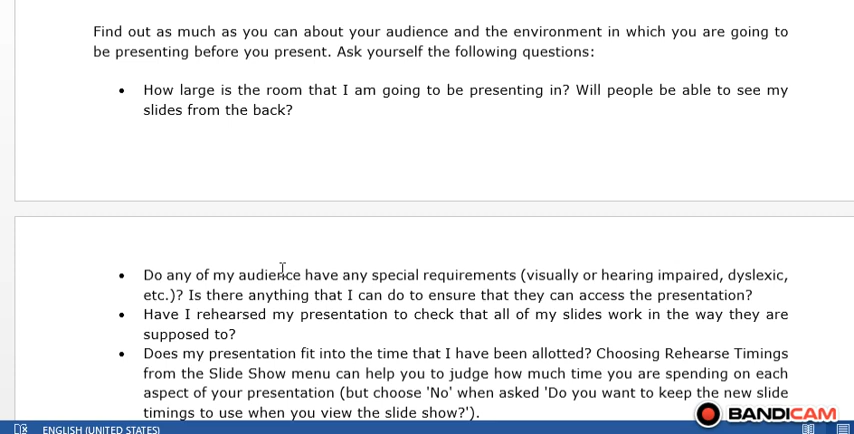 Find out as much as you can about your audience and the environment in which you are going to
be presenting before you present. Ask yourself the following questions:
• How large is the room that I am going to be presenting in? Will people be able to see my
slides from the back?
• Do any of my audience have any special requirements (visually or hearing impaired, dyslexic,
etc.)? Is there anything that I can do to ensure that they can access the presentation?
• Have I rehearsed my presentation to check that all of my slides work in the way they are
supposed to?
• Does my presentation fit into the time that I have been allotted? Choosing Rehearse Timings
from the Slide Show menu can help you to judge how much time you are spending on each
aspect of your presentation (but choose 'No' when asked 'Do you want to keep the new slide
timings to use when you view the slide show?').
BANDICAM
ENGLISH (UNITED STATES)